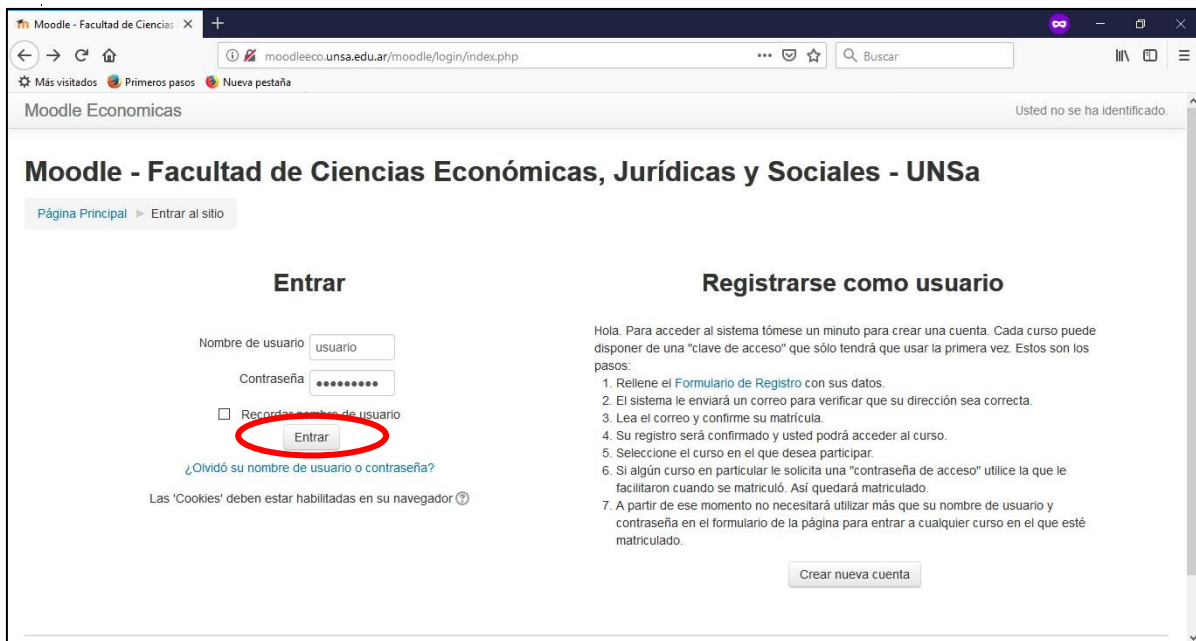 Moodle - Facultad de Ciencias
moodleeco.unsa.edu.ar/moodle/login/index.php
Buscar
Más visitados
Primeros pasos
Nueva pestaña
Moodle Economicas
Usted no se ha identificado.
Moodle - Facultad de Ciencias Económicas, Jurídicas y Sociales - UNSa
Página Principal
Entrar al sitio
Entrar
Nombre de usuario
usuario
Contraseña
Recordar nombre de usuario
Entrar
¿Olvidó su nombre de usuario o contraseña?
Las 'Cookies' deben estar habilitadas en su navegador
Registrarse como usuario
Hola. Para acceder al sistema tómese un minuto para crear una cuenta. Cada curso puede
disponer de una "clave de acceso" que sólo tendrá que usar la primera vez. Estos son los
pasos:
1. Rellene el Formulario de Registro con sus datos.
2. El sistema le enviará un correo para verificar que su dirección sea correcta.
3. Lea el correo y confirme su matrícula.
4. Su registro será confirmado y usted podrá acceder al curso.
5. Seleccione el curso en el que desea participar.
6. Si algún curso en particular le solicita una "contraseña de acceso" utilice la que le
facilitaron cuando se matriculó. Así quedará matriculado.
7. A partir de ese momento no necesitará utilizar más que su nombre de usuario y
contraseña en el formulario de la página para entrar a cualquier curso en el que esté
matriculado.
Crear nueva cuenta